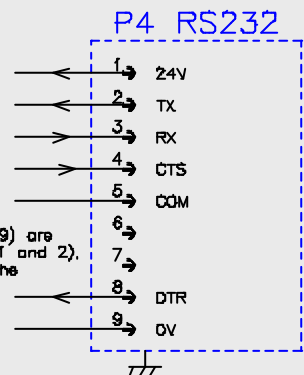 P4 RS232
1 24V
2 TX
3 RX
4 CTS
5 COM
6
9) are
1 and 2).
7
he
8 DTR
9 0V